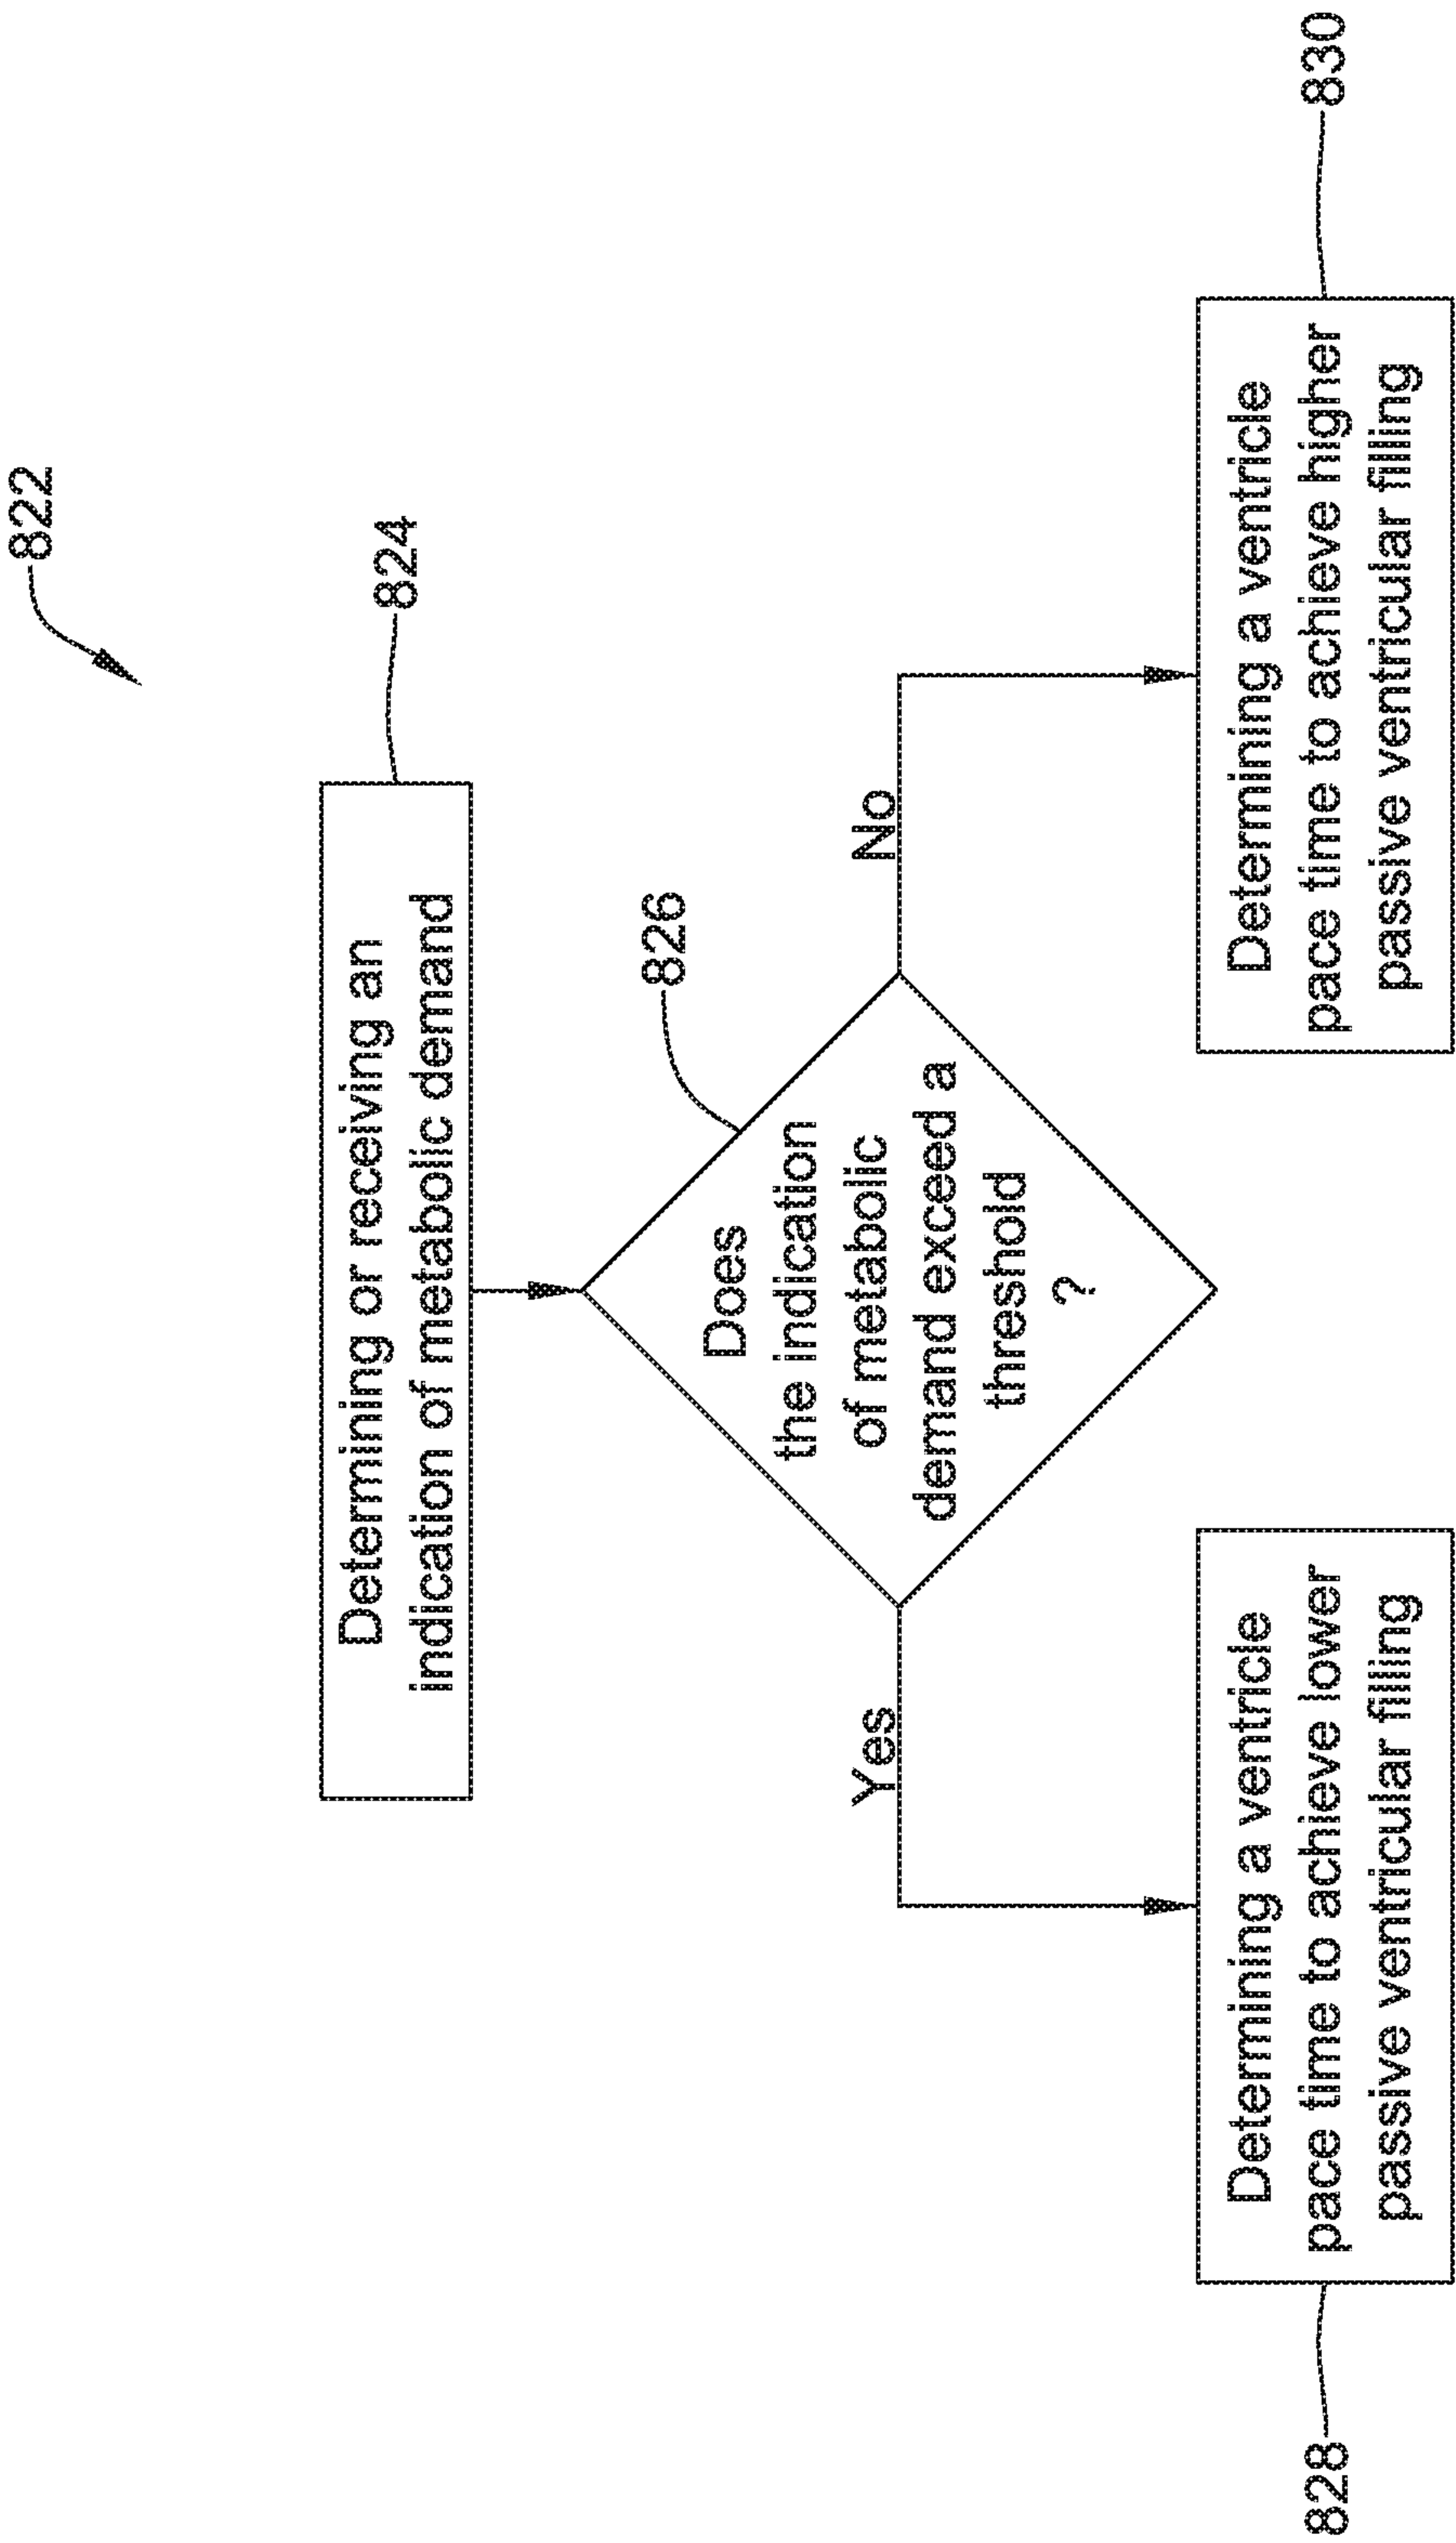 822
824
Determining or receiving an
indication of metabolic demand
826
Does
the indication
of metabolic
demand exceed a
threshold
?
Yes
No
828
Determining a ventricle
pace time to achieve lower
passive ventricular filling
Determining a ventricle
pace time to achieve higher
passive ventricular filling
830